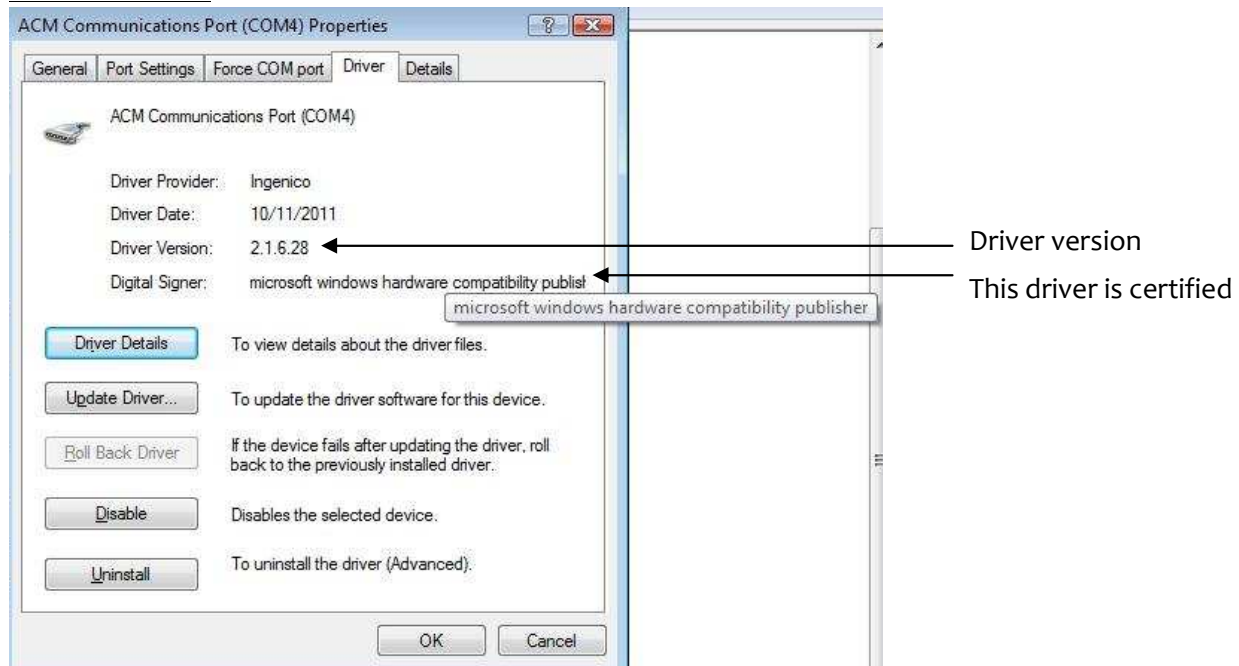 ACM Communications Port (COM4) Properties
General Port Settings Force COM port Driver Details
ACM Communications Port (COM4)
Driver Provider: Ingenico
Driver Date: 10/11/2011
Driver Version: 2.1.6.28
Driver version
Digital Signer: microsoft windows hardware compatibility publish
This driver is certified
microsoft windows hardware compatibility publisher
Driver Details To view details about the driver files.
Update Driver... To update the driver software for this device.
Roll Back Driver If the device fails after updating the driver, roll
back to the previously installed driver.
Disable Disables the selected device.
Uninstall To uninstall the driver (Advanced).
OK Cancel